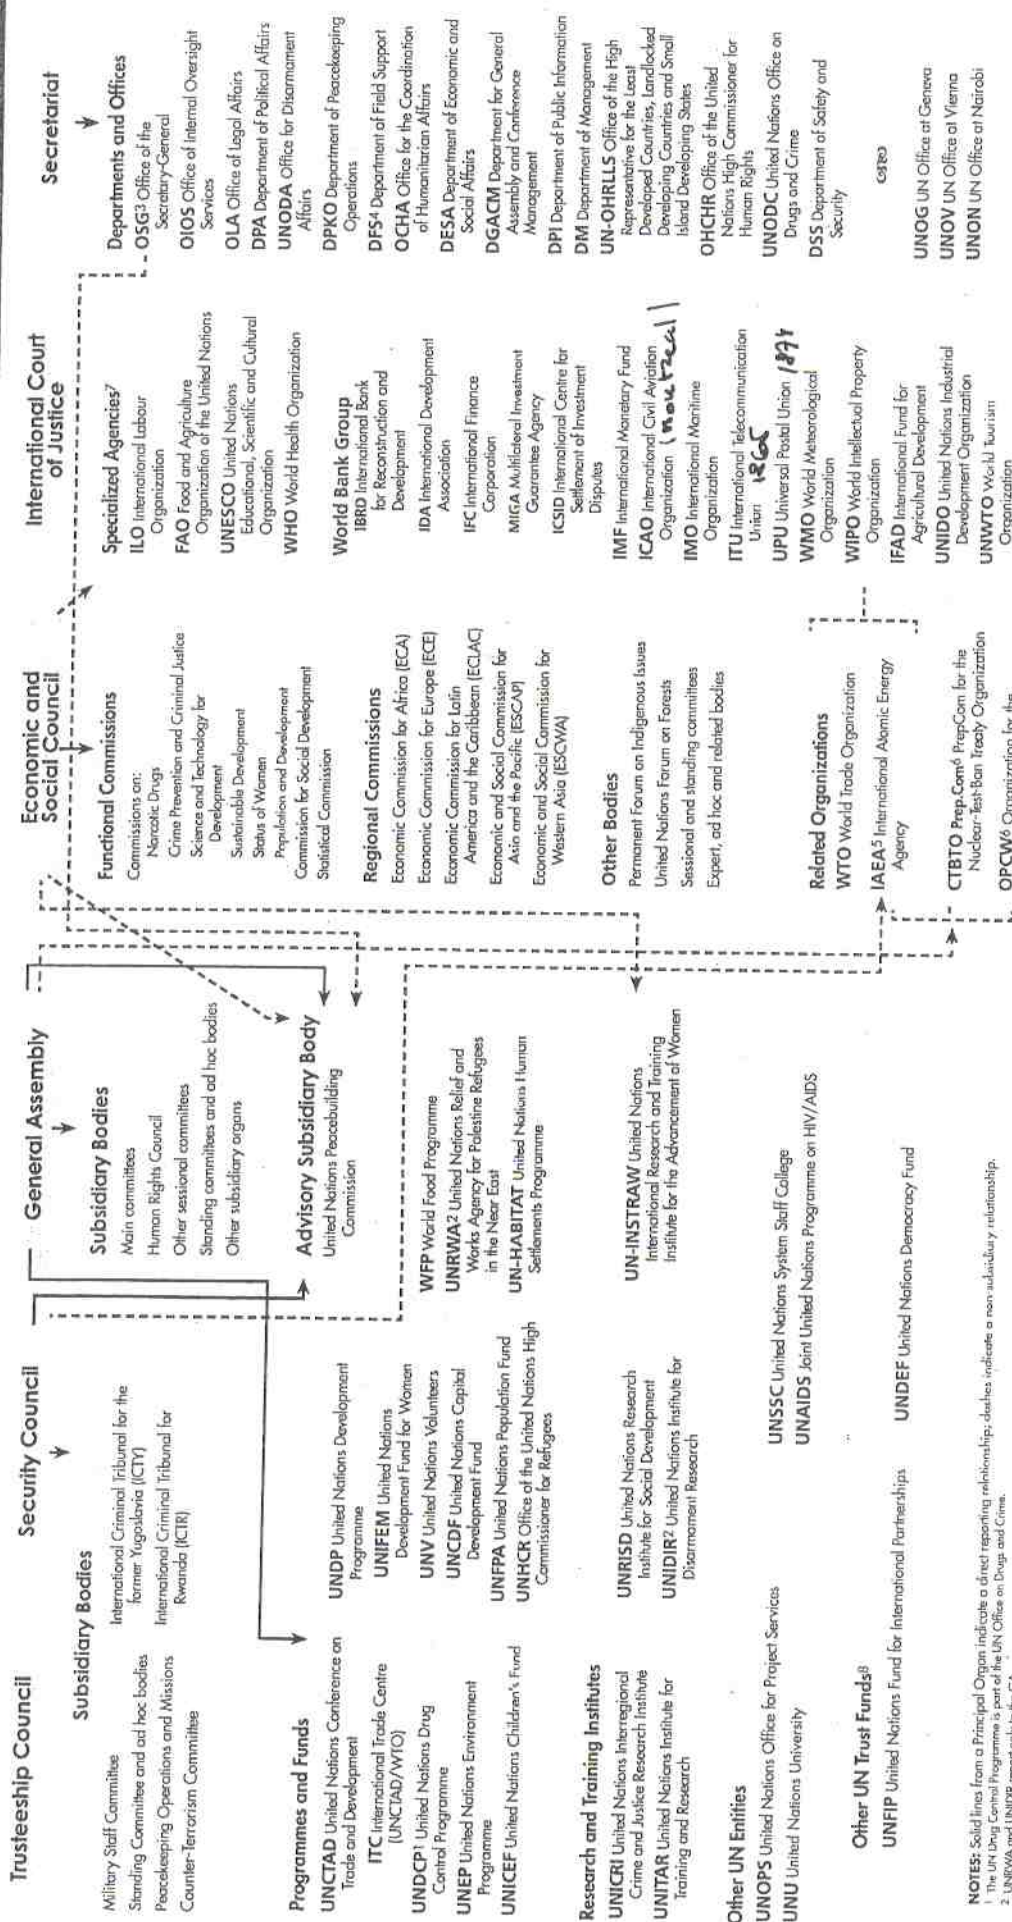 Trusteeship Council
Security Council
General Assembly
Economic and
Social Council
International Court
of Justice
Secretariat
Subsidiary Bodies
Military Staff Committee
Standing Committee and ad hoc bodies
Peacekeeping Operations and Missions
Counter-Terrorism Committee
International Criminal Tribunal for the
former Yugoslavia (ICTY)
International Criminal Tribunal for
Rwanda (ICTR)
Programmes and Funds
UNCTAD United Nations Conference on
Trade and Development
ITC International Trade Centre
(UNCTAD/WTO)
UNDCP1 United Nations Drug
Control Programme
UNEP United Nations Environment
Programme
UNICEF United Nations Children's Fund
UNDP United Nations Development
Programme
UNIFEM United Nations
Development Fund for Women
UNV United Nations Volunteers
UNCDF United Nations Capital
Development Fund
UNFPA United Nations Population Fund
UNHCR Office of the United Nations High
Commissioner for Refugees
WFP World Food Programme
UNRWA2 United Nations Relief and
Works Agency for Palestine Refugees
in the Near East
UN-HABITAT United Nations Human
Settlements Programme
Research and Training Institutes
UNICRI United Nations Interregional
Crime and Justice Research Institute
UNITAR United Nations Institute for
Training and Research
UNRISD United Nations Research
Institute for Social Development
UNIDIR2 United Nations Institute for
Disarmament Research
UN-INSTRAW United Nations
International Research and Training
Institute for the Advancement of Women
Other UN Entities
UNOPS United Nations Office for Project Services
UNU United Nations University
UNSSC United Nations System Staff College
UNAIDS Joint United Nations Programme on HIV/AIDS
Other UN Trust Funds8
UNFIP United Nations Fund for International Partnerships
UNDEF United Nations Democracy Fund
Subsidiary Bodies
Main committees
Human Rights Council
Other sessional committees
Standing committees and ad hoc bodies
Other subsidiary organs
Advisory Subsidiary Body
United Nations Peacebuilding
Commission
Functional Commissions
Commissions on:
Narcotic Drugs
Crime Prevention and Criminal Justice
Science and Technology for
Development
Sustainable Development
Status of Women
Population and Development
Commission for Social Development
Statistical Commission
Regional Commissions
Economic Commission for Africa (ECA)
Economic Commission for Europe (ECE)
Economic Commission for Latin
America and the Caribbean (ECLAC)
Economic and Social Commission for
Asia and the Pacific (ESCAP)
Economic and Social Commission for
Western Asia (ESCWA)
Other Bodies
Permanent Forum on Indigenous Issues
United Nations Forum on Forests
Sessional and standing committees
Expert, ad hoc and related bodies
Related Organizations
WTO World Trade Organization
IAEA5 International Atomic Energy
Agency
CTBTO Prep.Com6 PrepCom for the
Nuclear-Test-Ban Treaty Organization
OPCW6 Organization for the
Specialized Agencies7
ILO International Labour
Organization
FAO Food and Agriculture
Organization of the United Nations
UNESCO United Nations
Educational, Scientific and Cultural
Organization
WHO World Health Organization
World Bank Group
IBRD International Bank
for Reconstruction and
Development
IDA International Development
Association
IFC International Finance
Corporation
MIGA Multilateral Investment
Guarantee Agency
ICSID International Centre for
Settlement of Investment
Disputes
IMF International Monetary Fund
ICAO International Civil Aviation
Organization (montreal)
IMO International Maritime
Organization
ITU International Telecommunication
Union 1865
UPU Universal Postal Union 1874
WMO World Meteorological
Organization
WIPO World Intellectual Property
Organization
IFAD International Fund for
Agricultural Development
UNIDO United Nations Industrial
Development Organization
UNWTO World Tourism
Organization
Departments and Offices
OSG3 Office of the
Secretary-General
OIOS Office of Internal Oversight
Services
OLA Office of Legal Affairs
DPA Department of Political Affairs
UNODA Office for Disarmament
Affairs
DPKO Department of Peacekeeping
Operations
DFS4 Department of Field Support
OCHA Office for the Coordination
of Humanitarian Affairs
DESA Department of Economic and
Social Affairs
DGACM Department for General
Assembly and Conference
Management
DPI Department of Public Information
DM Department of Management
UN-OHRLLS Office of the High
Representative for the Least
Developed Countries, Landlocked
Developing Countries and Small
Island Developing States
OHCHR Office of the United
Nations High Commissioner for
Human Rights
UNODC United Nations Office on
Drugs and Crime
DSS Department of Safety and
Security
UNOG UN Office at Geneva
UNOV UN Office at Vienna
UNON UN Office at Nairobi
NOTES: Solid lines from a Principal Organ indicate a direct reporting relationship; dashes indicate a non-subsidiary relationship.
1 The UN Drug Control Programme is part of the UN Office on Drugs and Crime.
2 UNRWA and UNIDIR report only to the GA.